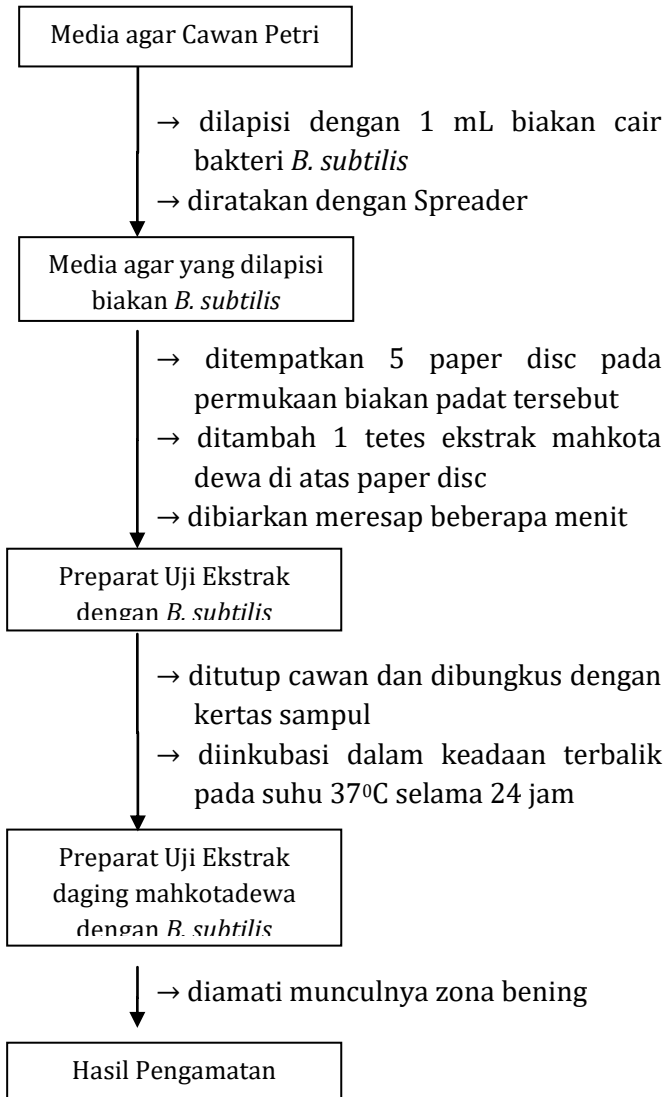 Media agar Cawan Petri
→ dilapisi dengan 1 mL biakan cair
bakteri B. subtilis
→ diratakan dengan Spreader
Media agar yang dilapisi
biakan B. subtilis
→ ditempatkan 5 paper disc pada
permukaan biakan padat tersebut
→ ditambah 1 tetes ekstrak mahkota
dewa di atas paper disc
→ dibiarkan meresap beberapa menit
Preparat Uji Ekstrak
dengan B. subtilis
→ ditutup cawan dan dibungkus dengan
kertas sampul
→ diinkubasi dalam keadaan terbalik
pada suhu 37⁰C selama 24 jam
Preparat Uji Ekstrak
daging mahkotadewa
dengan B. subtilis
→ diamati munculnya zona bening
Hasil Pengamatan